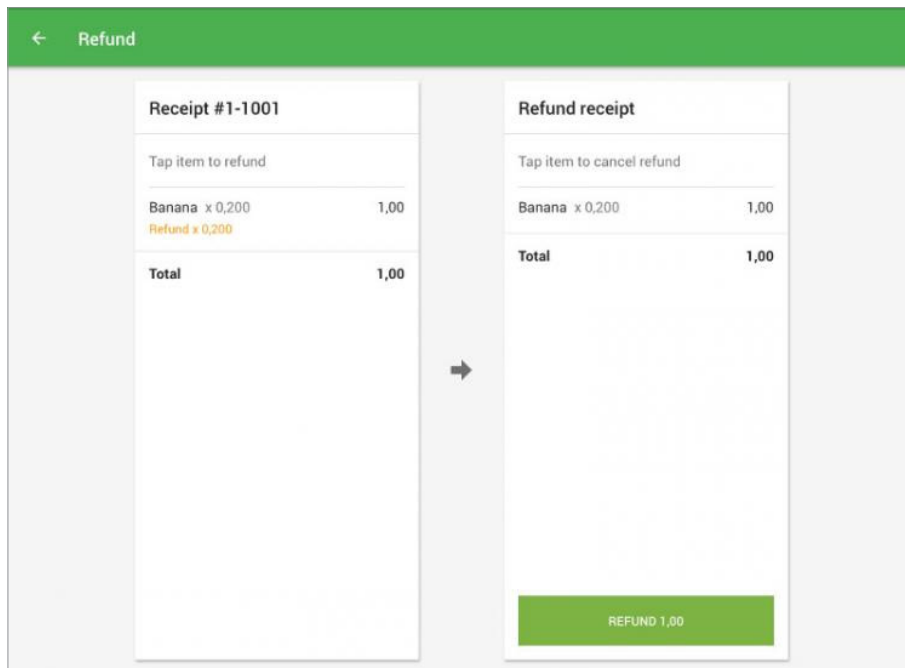 Refund
Receipt #1-1001
Tap item to refund
Banana x 0,200 1,00
Refund x 0,200
Total 1,00
Refund receipt
Tap item to cancel refund
Banana x 0,200 1,00
Total 1,00
REFUND 1,00